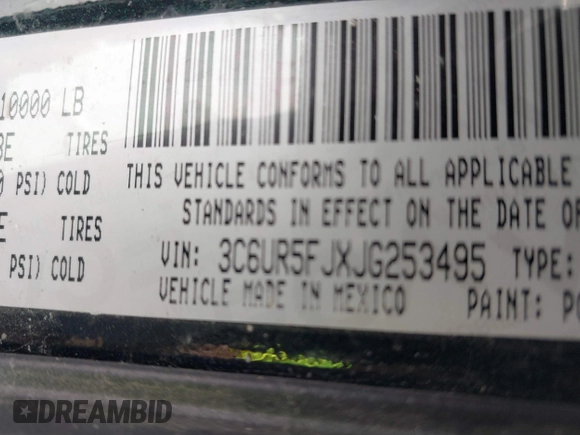 10000 LB
TIRES
PSI) COLD
TIRES
PSI) COLD
THIS VEHICLE CONFORMS TO ALL APPLICABLE
STANDARDS IN EFFECT ON THE DATE OF
VIN: 3C6UR5FJXJG253495 TYPE:
VEHICLE MADE IN MEXICO PAINT:
DREAMBID